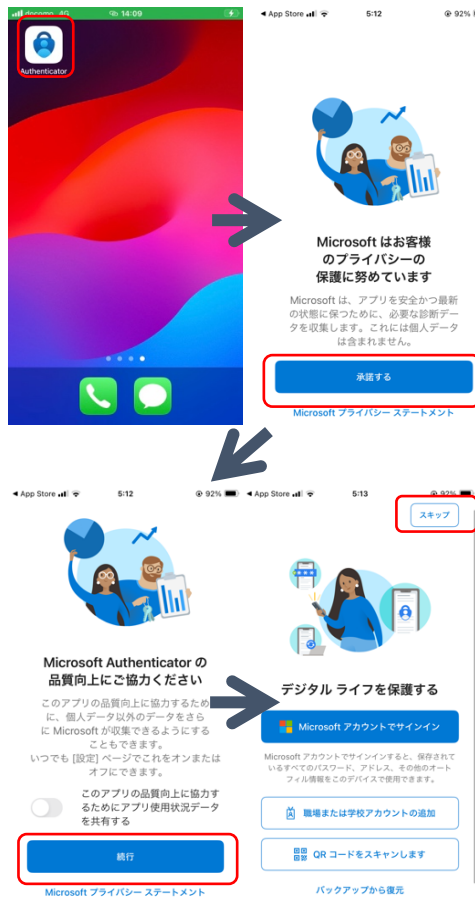 docomo 4G 14:09
Authenticator
◀ App Store 5:12 92%
Microsoft はお客様
のプライバシーの
保護に努めています
Microsoft は、アプリを安全かつ最新
の状態に保つために、必要な診断デー
タを収集します。これには個人データ
は含まれません。
承諾する
Microsoft プライバシー ステートメント
◀ App Store 5:12 92%
Microsoft Authenticator の
品質向上にご協力ください
このアプリの品質向上に協力するため
に、個人データ以外のデータをさら
に Microsoft が収集できるようにする
こともできます。
いつでも [設定] ページでこれをオンまたは
オフにできます。
このアプリの品質向上に協力す
るためにアプリ使用状況データ
を共有する
続行
Microsoft プライバシー ステートメント
◀ App Store 5:13 92%
スキップ
デジタル ライフを保護する
Microsoft アカウントでサインイン
Microsoft アカウントでサインインすると、保存されて
いるすべてのパスワード、アドレス、その他のオート
フィル情報をこのデバイスで使用できます。
職場または学校アカウントの追加
QR コードをスキャンします
バックアップから復元